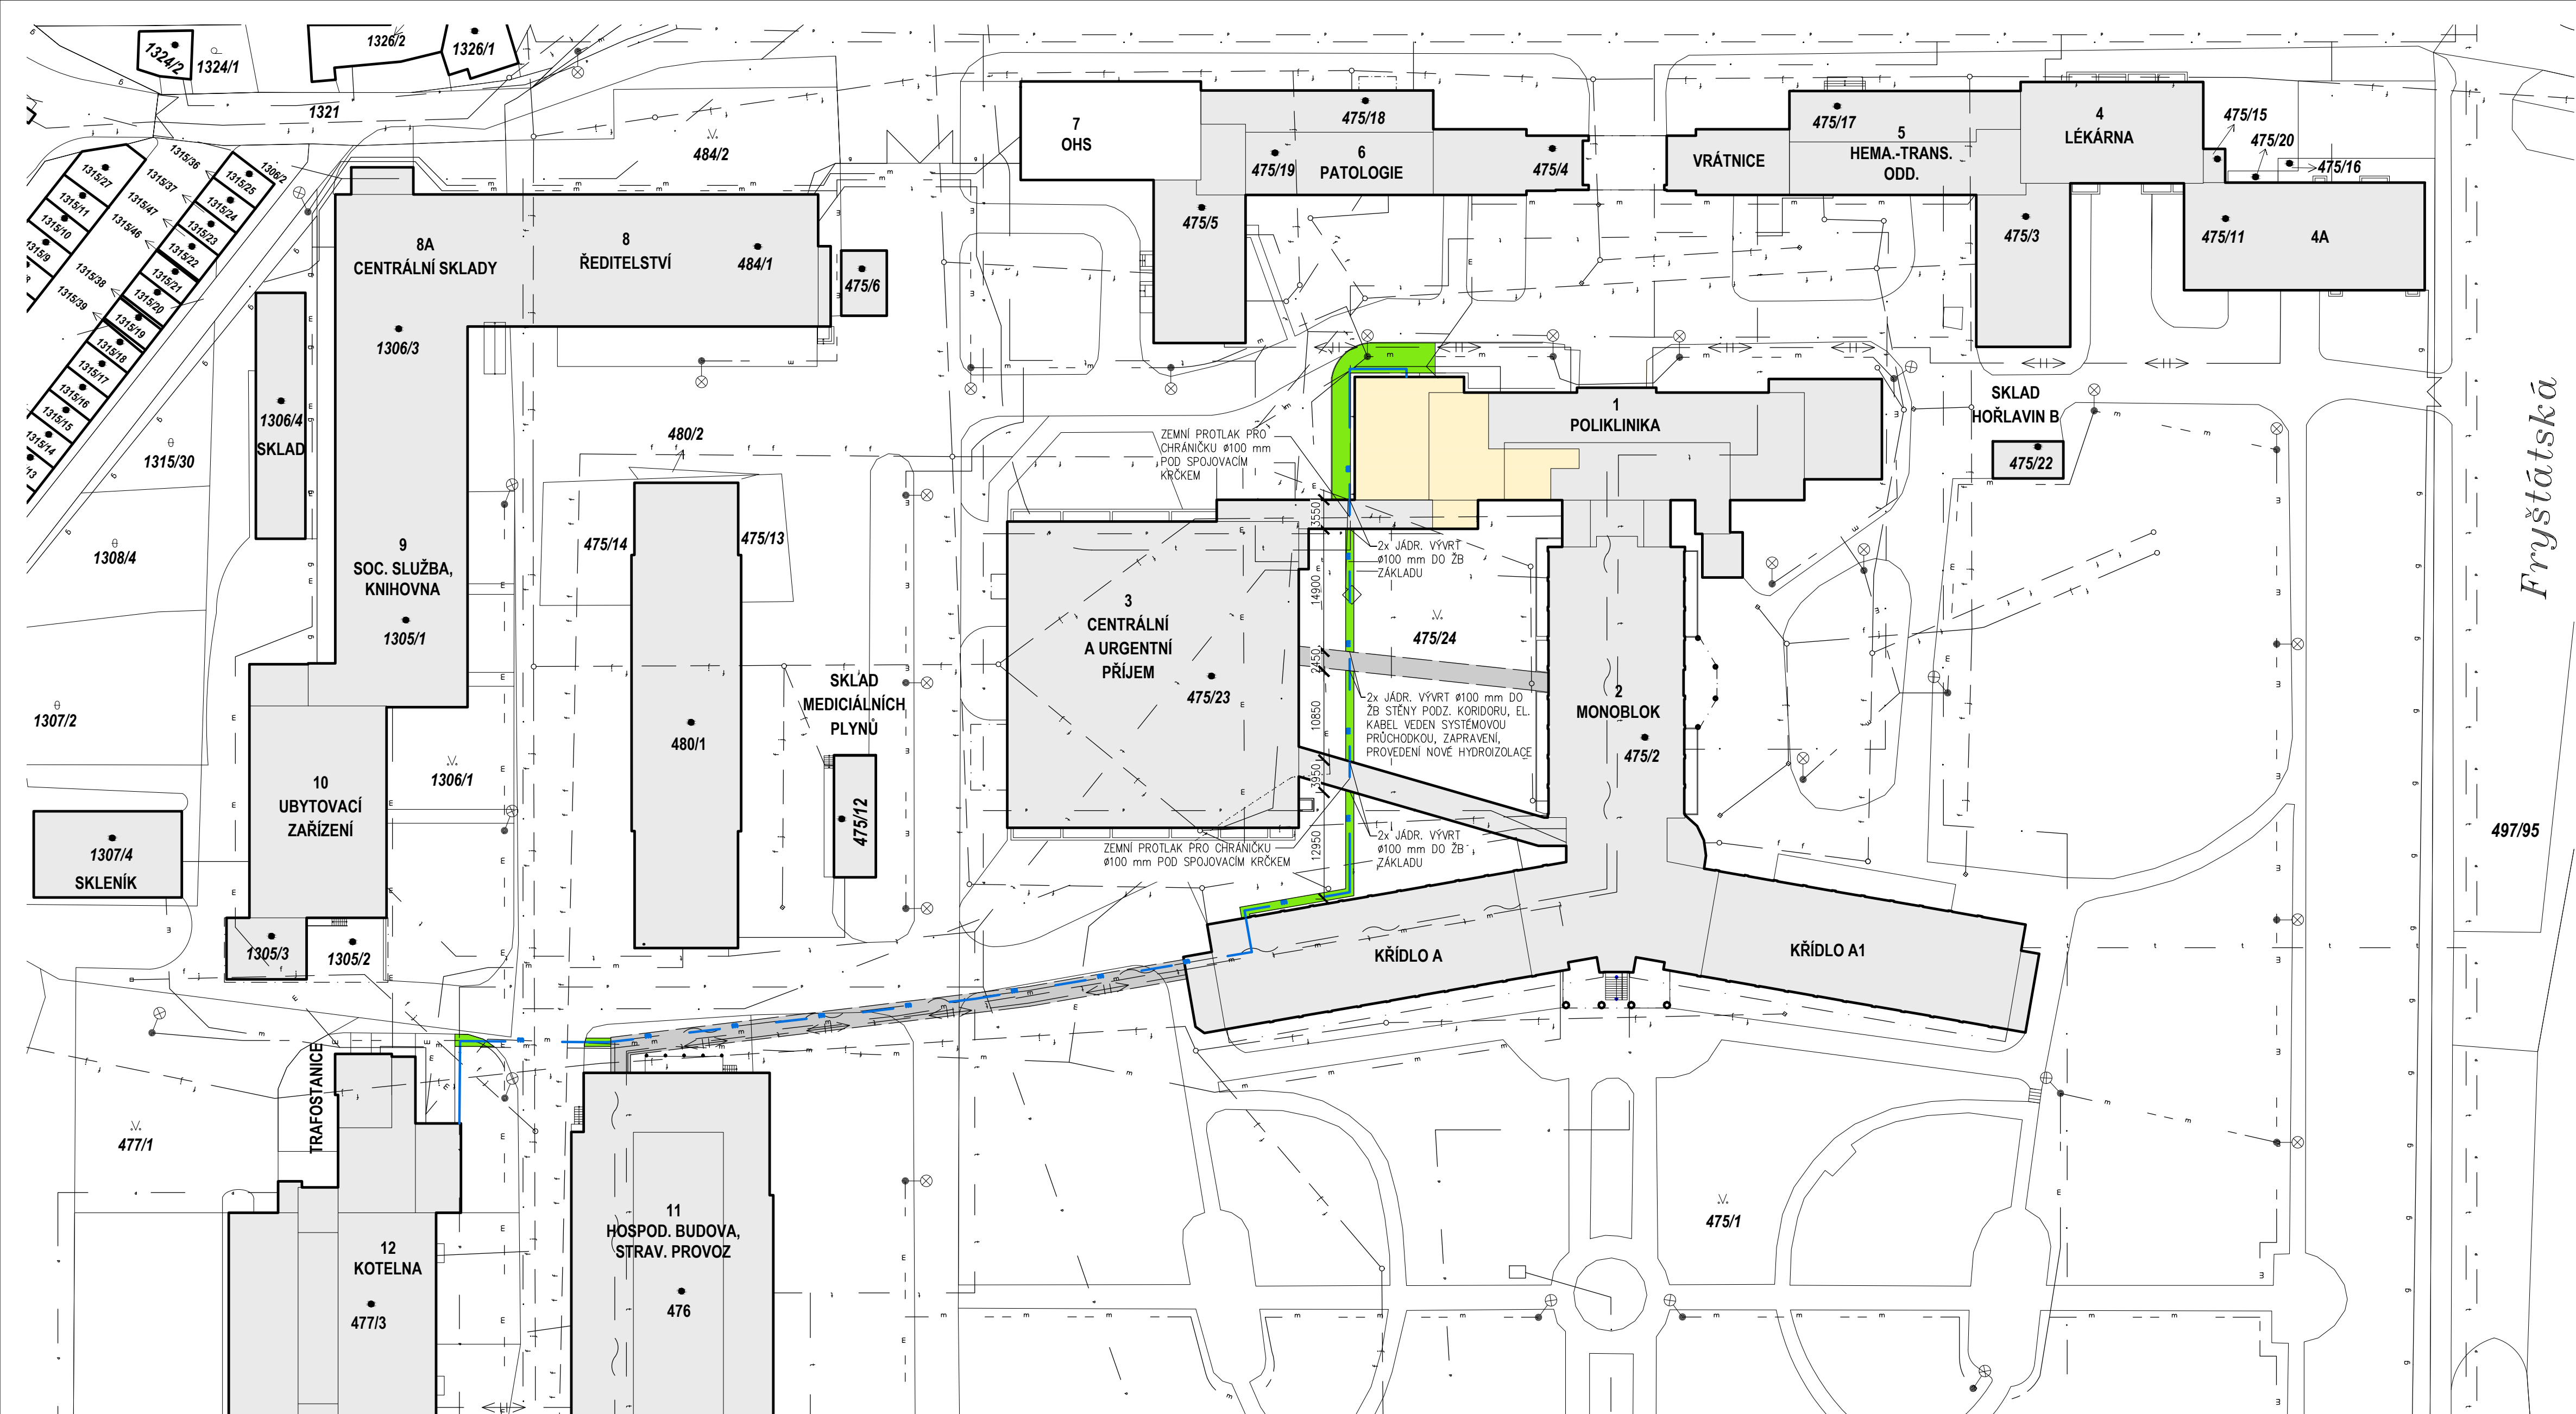 1324/2
1324/1
1326/2
1326/1
1321
484/2
1315/36
1306/2
1315/37
1315/25
1315/47
1315/24
1315/46
1315/23
1315/22
1315/38
1315/21
1315/39
1315/20
1315/19
1315/18
1315/17
1315/16
1315/15
1315/14
1315/27
1315/11
1315/10
1315/9
8A
CENTRÁLNÍ SKLADY
8
ŘEDITELSTVÍ
484/1
475/6
1306/3
1306/4
SKLAD
1315/30
1308/4
1307/2
9
SOC. SLUŽBA,
KNIHOVNA
1305/1
10
UBYTOVACÍ
ZAŘÍZENÍ
1306/1
1307/4
SKLENÍK
1305/3
1305/2
7
OHS
475/18
6
PATOLOGIE
475/19
475/4
475/5
VRÁTNICE
475/17
5
HEMA.-TRANS.
ODD.
4
LÉKÁRNA
475/15
475/20
475/16
475/3
475/11
4A
Fryštátská
480/2
475/14
475/13
480/1
SKLAD
MEDICIÁLNÍCH
PLYNŮ
475/12
ZEMNÍ PROTLAK PRO
CHRÁNIČKU ø100 mm
POD SPOJOVACÍM
KRČKEM
1
POLIKLINIKA
SKLAD
HOŘLAVIN B
475/22
3550
2x JÁDR. VÝVRT
ø100 mm DO ŽB
ZÁKLADU
14900
475/24
3
CENTRÁLNÍ
A URGENTNÍ
PŘÍJEM
475/23
2450
2x JÁDR. VÝVRT ø100 mm DO
ŽB STĚNY PODZ. KORIDORU, EL.
KABEL VEDEN SYSTÉMOVOU
PRŮCHODKOU, ZAPRAVENÍ,
PROVEDENÍ NOVÉ HYDROIZOLACE
10850
2
MONOBLOK
475/2
3950
2x JÁDR. VÝVRT
ø100 mm DO ŽB
ZÁKLADU
12950
ZEMNÍ PROTLAK PRO CHRÁNIČKU
ø100 mm POD SPOJOVACÍM KRČKEM
KŘÍDLO A
KŘÍDLO A1
497/95
477/1
TRAFOSTANICE
12
KOTELNA
477/3
11
HOSPOD. BUDOVA,
STRAV. PROVOZ
476
475/1